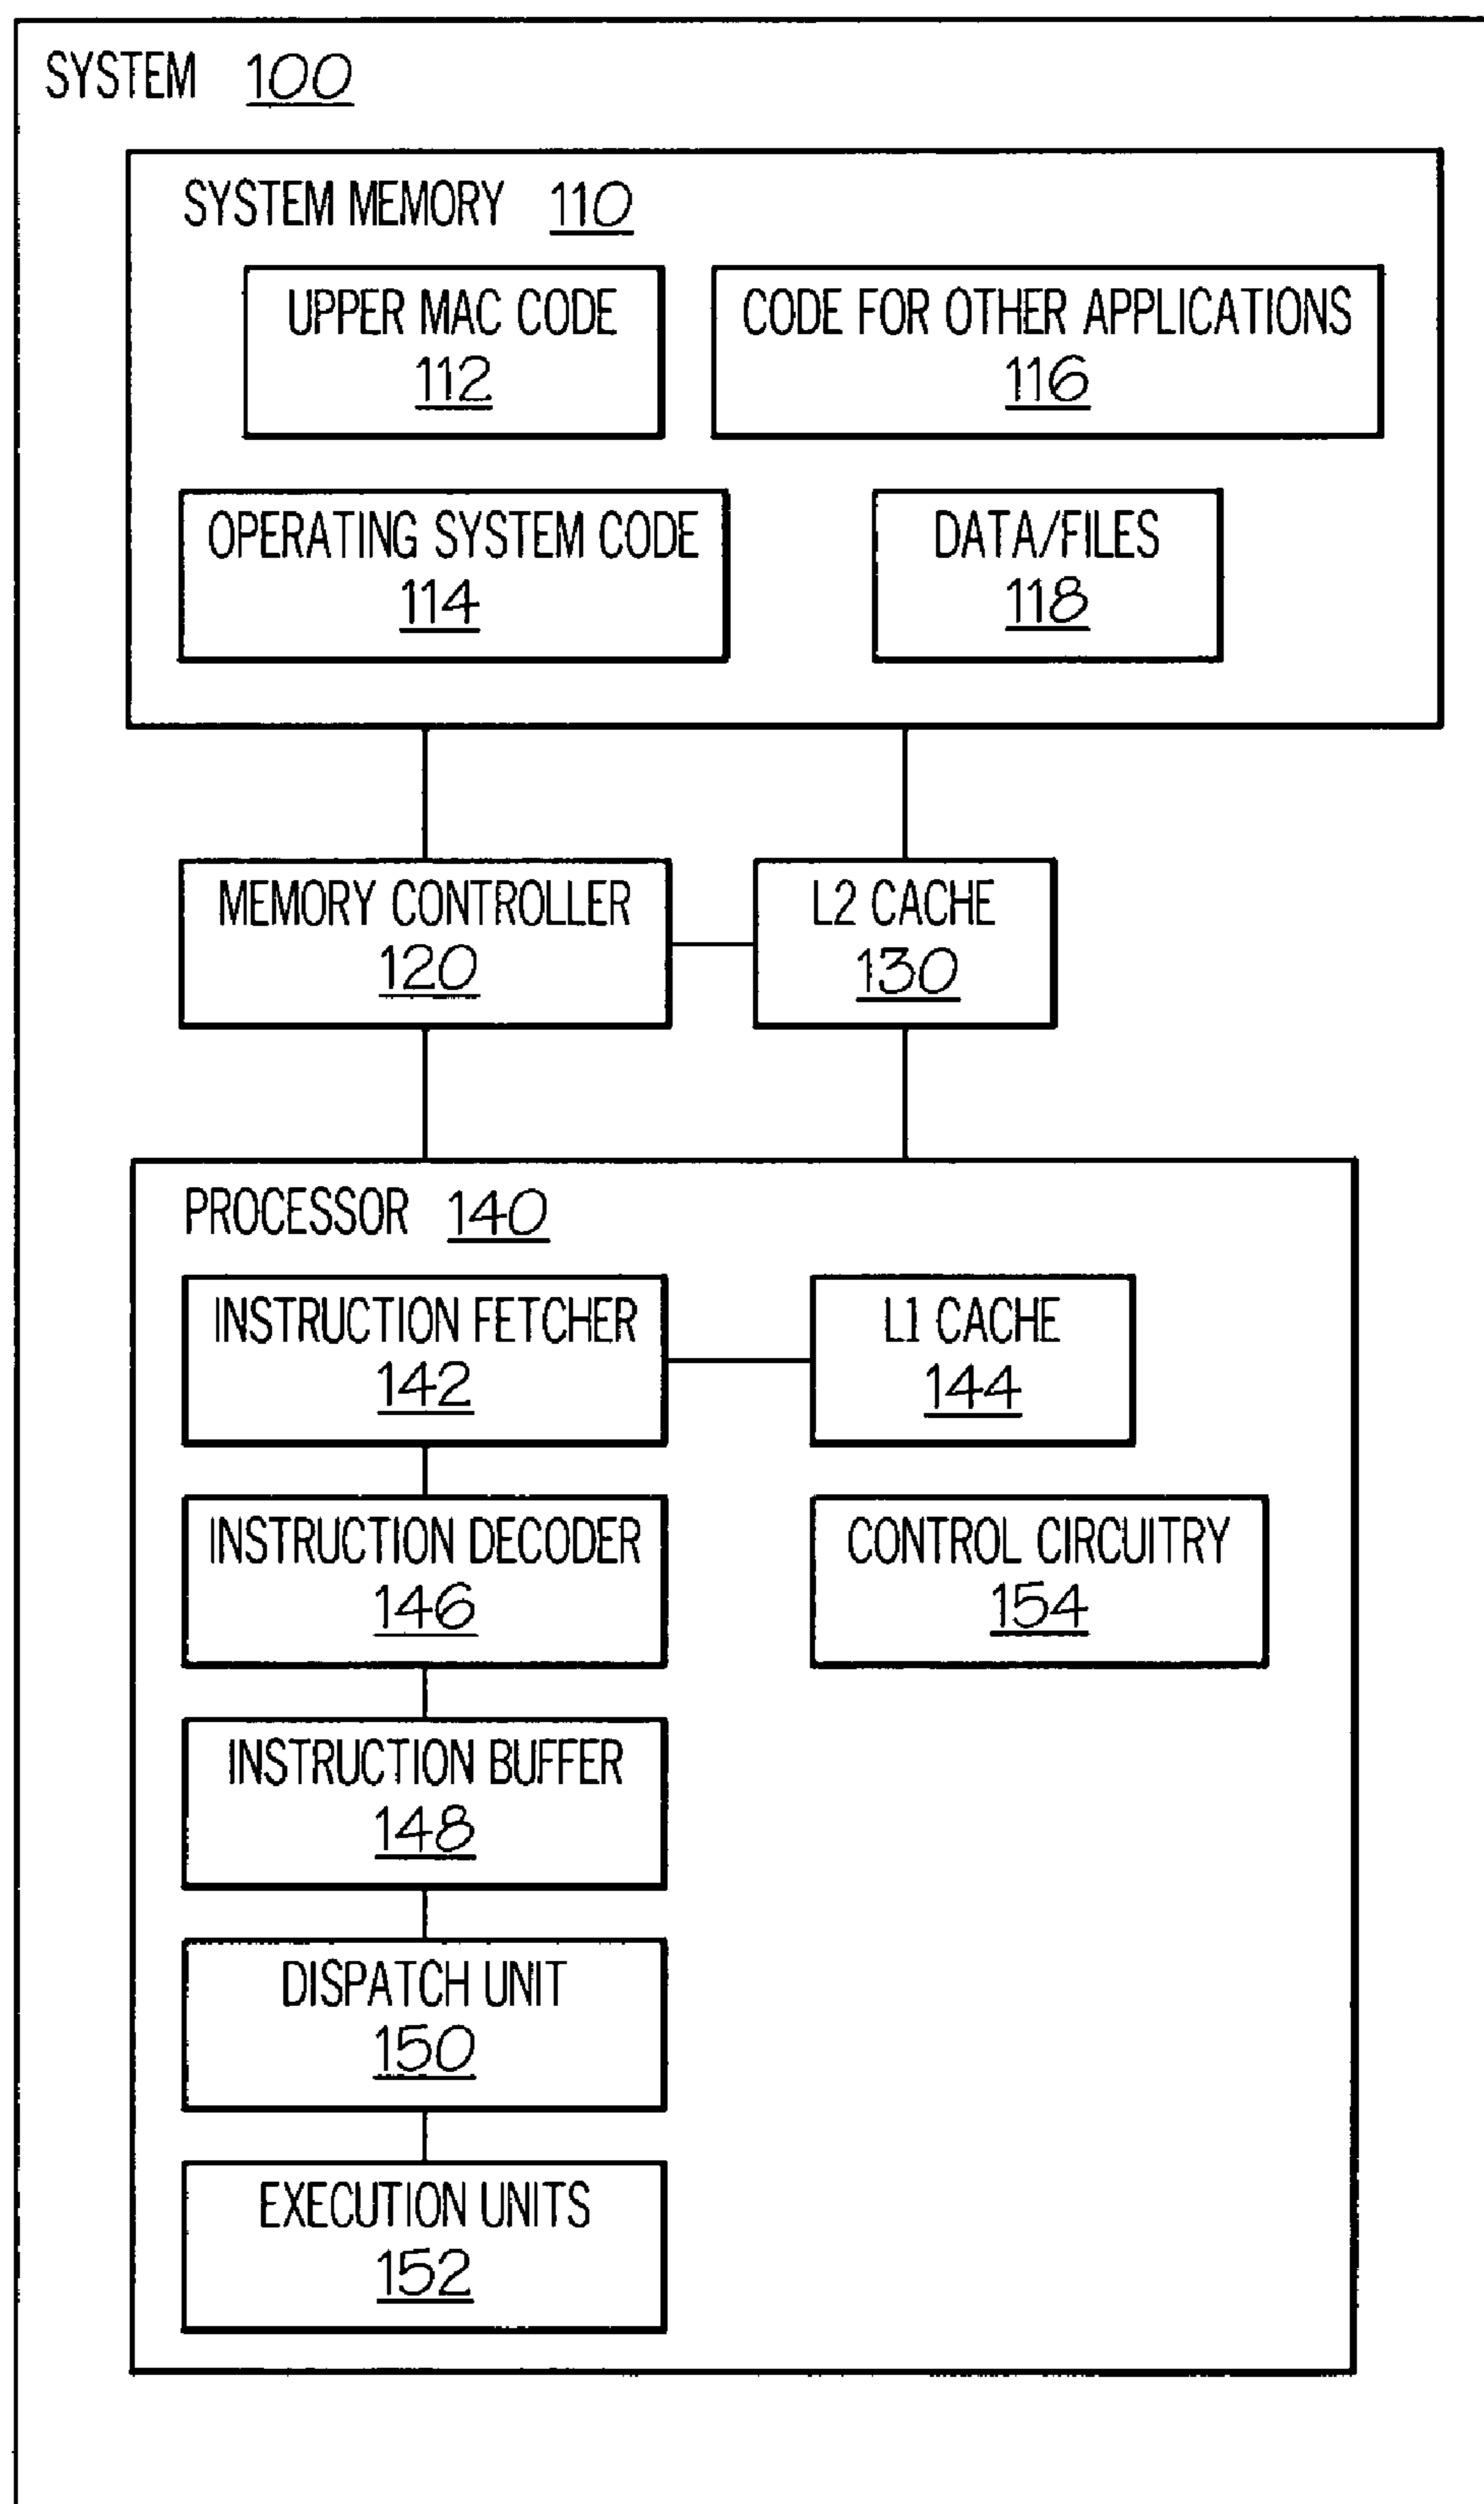 SYSTEM 100
SYSTEM MEMORY 110
UPPER MAC CODE
112
CODE FOR OTHER APPLICATIONS
116
OPERATING SYSTEM CODE
114
DATA/FILES
118
MEMORY CONTROLLER
120
L2 CACHE
130
PROCESSOR 140
INSTRUCTION FETCHER
142
L1 CACHE
144
INSTRUCTION DECODER
146
CONTROL CIRCUITRY
154
INSTRUCTION BUFFER
148
DISPATCH UNIT
150
EXECUTION UNITS
152